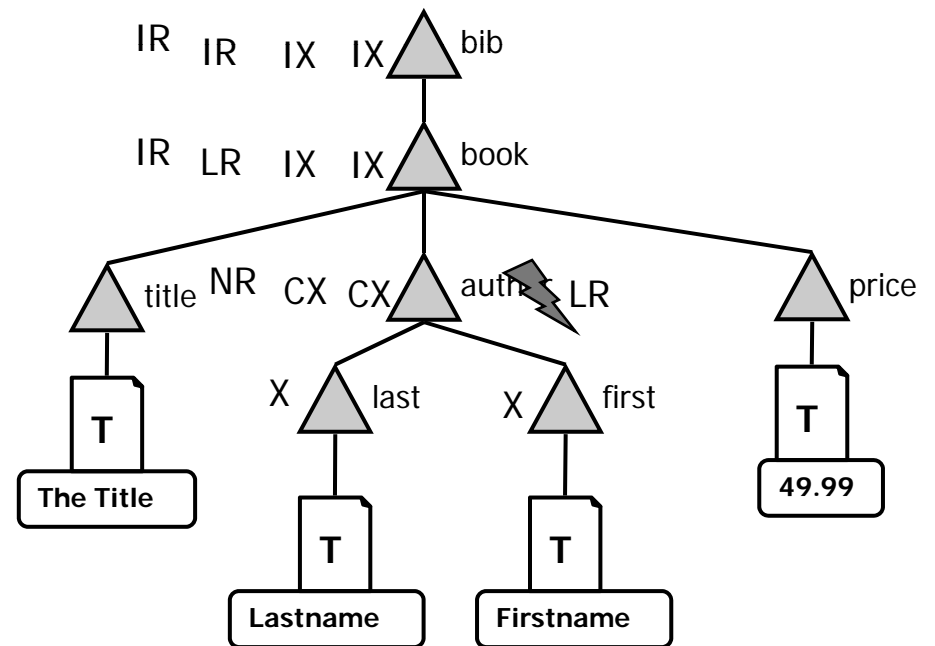 IR IR IX IX bib
IR LR IX IX book
title NR CX CX LR price
X last X first
T T
The Title 49.99
T T
Lastname Firstname